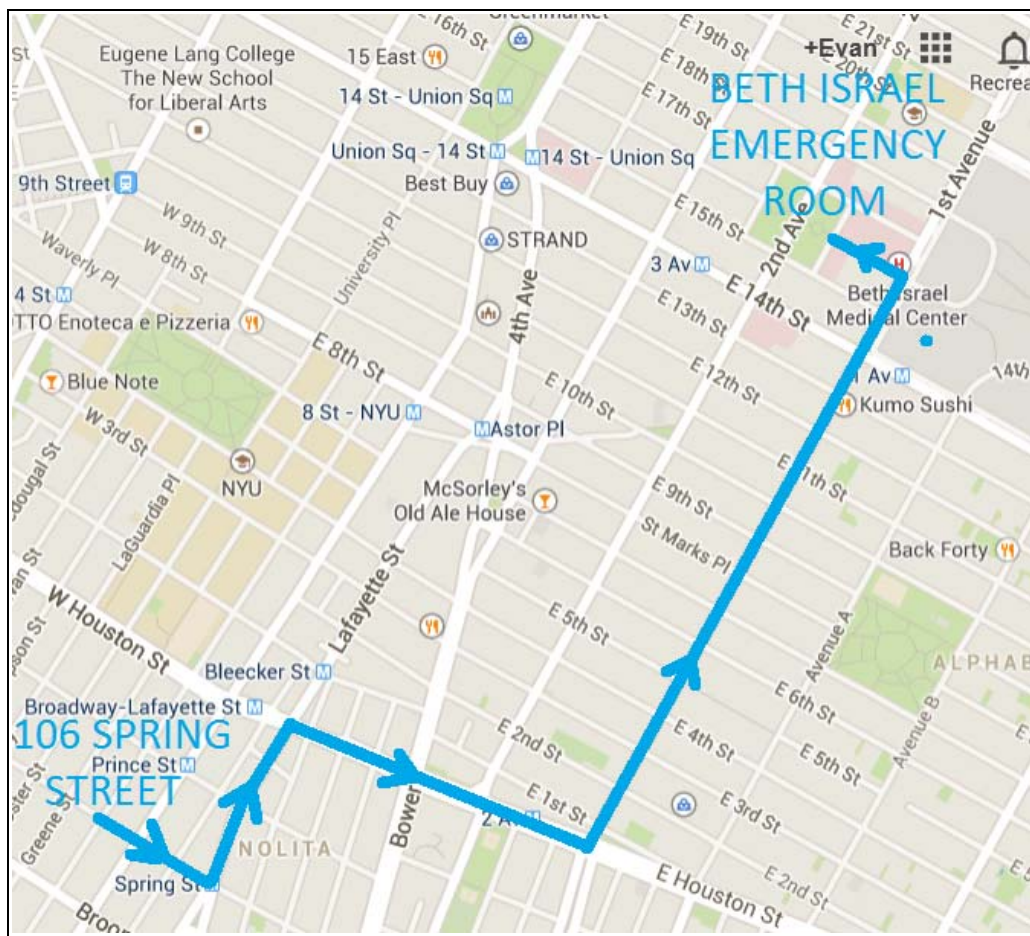 E 16th St
Greenmarket
E 19th St
E 18th St
E 17th St
E 21st St
E 20th St
+Evan
Eugene Lang College
The New School
for Liberal Arts
15 East
14 St - Union Sq
Union Sq - 14 St
14 St - Union Sq
Best Buy
STRAND
9th Street
W 9th St
W 8th St
Waverly Pl
University Pl
4 St
OTTO Enoteca e Pizzeria
Blue Note
W 3rd St
NYU
LaGuardia Pl
E 8th St
8 St - NYU
Astor Pl
4th Ave
3 Av
E 15th St
E 14th St
E 13th St
E 12th St
E 10th St
2nd Ave
1st Avenue
BETH ISRAEL
EMERGENCY
ROOM
H
Beth Israel
Medical Center
14th
1 Av
Kumo Sushi
E 11th St
E 9th St
St Marks Pl
McSorley's
Old Ale House
Back Forty
Avenue A
Avenue B
ALPHAB
Lafayette St
W Houston St
Bleecker St
Broadway-Lafayette St
Prince St
106 SPRING
STREET
Greene St
Spring St
NOLITA
Bower
E 5th St
E 6th St
E 4th St
E 5th St
E 3rd St
E 2nd St
E 1st St
2 Av
E Houston St
E 2nd St